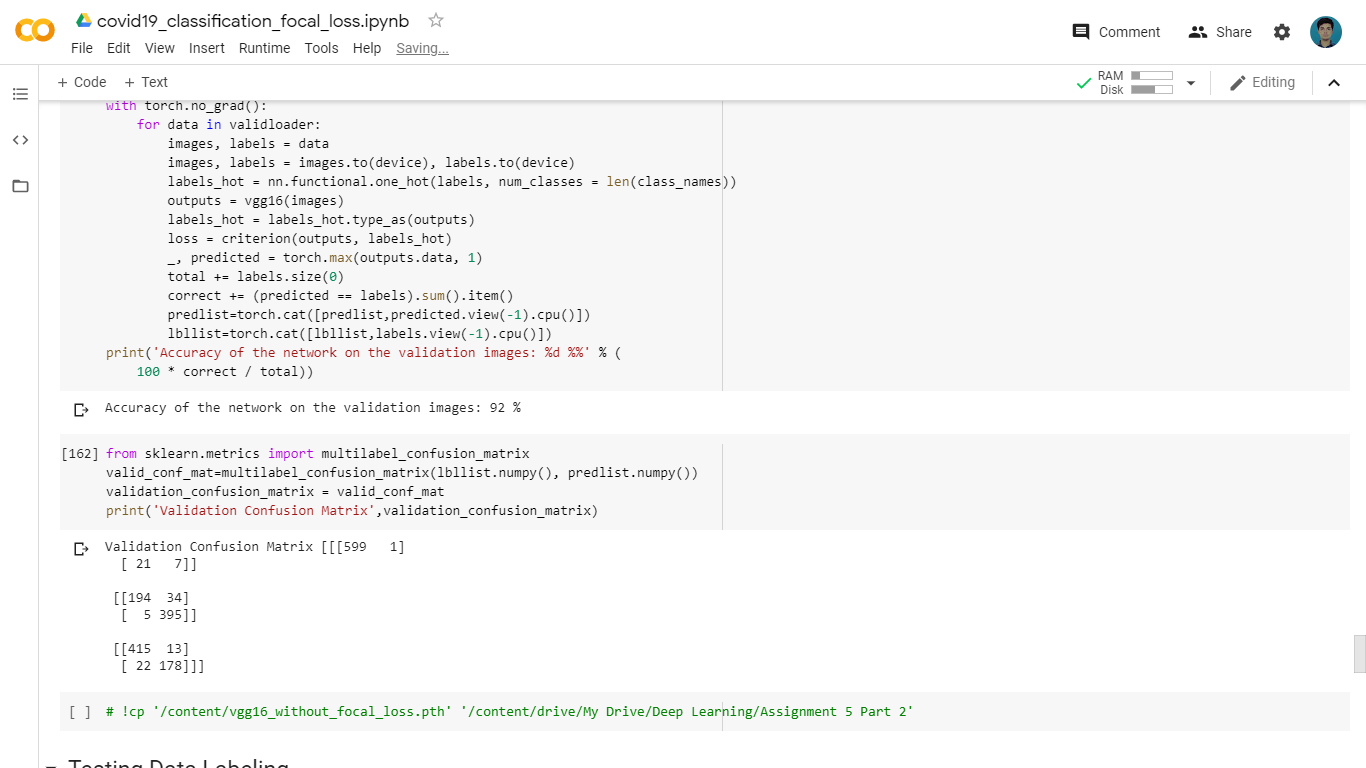 covid19_classification_focal_loss.ipynb
File Edit View Insert Runtime Tools Help Saving...
Comment Share
+ Code + Text
RAM
Disk
Editing
with torch.no_grad():
for data in validloader:
images, labels = data
images, labels = images.to(device), labels.to(device)
labels_hot = nn.functional.one_hot(labels, num_classes = len(class_names))
outputs = vgg16(images)
labels_hot = labels_hot.type_as(outputs)
loss = criterion(outputs, labels_hot)
_, predicted = torch.max(outputs.data, 1)
total += labels.size(0)
correct += (predicted == labels).sum().item()
predlist=torch.cat([predlist,predicted.view(-1).cpu()])
lbllist=torch.cat([lbllist,labels.view(-1).cpu()])
print('Accuracy of the network on the validation images: %d %%' % (
100 * correct / total))
Accuracy of the network on the validation images: 92 %
[162] from sklearn.metrics import multilabel_confusion_matrix
valid_conf_mat=multilabel_confusion_matrix(lbllist.numpy(), predlist.numpy())
validation_confusion_matrix = valid_conf_mat
print('Validation Confusion Matrix',validation_confusion_matrix)
Validation Confusion Matrix [[[599 1]
[ 21 7]]
[[194 34]
[ 5 395]]
[[415 13]
[ 22 178]]]
[ ] # !cp '/content/vgg16_without_focal_loss.pth' '/content/drive/My Drive/Deep Learning/Assignment 5 Part 2'
Testing Data Labeling